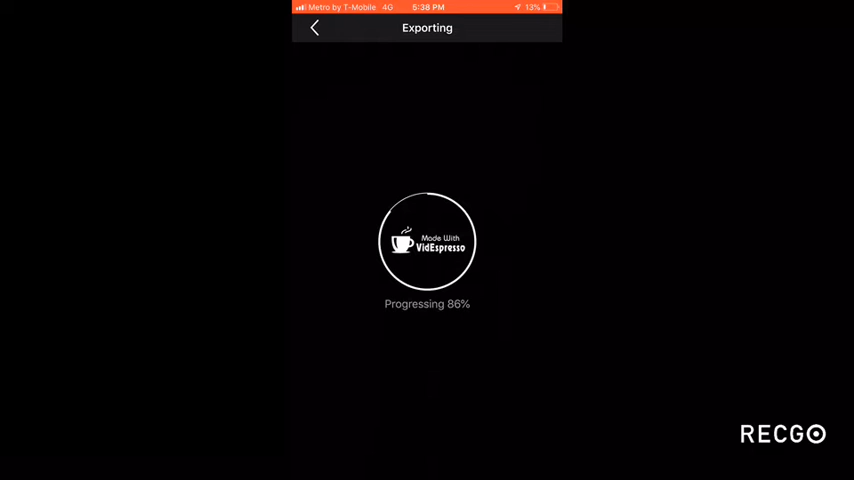 Metro by T-Mobile 4G 5:38 PM 13%
Exporting
Made With
VidEspresso
Progressing 86%
RECGO